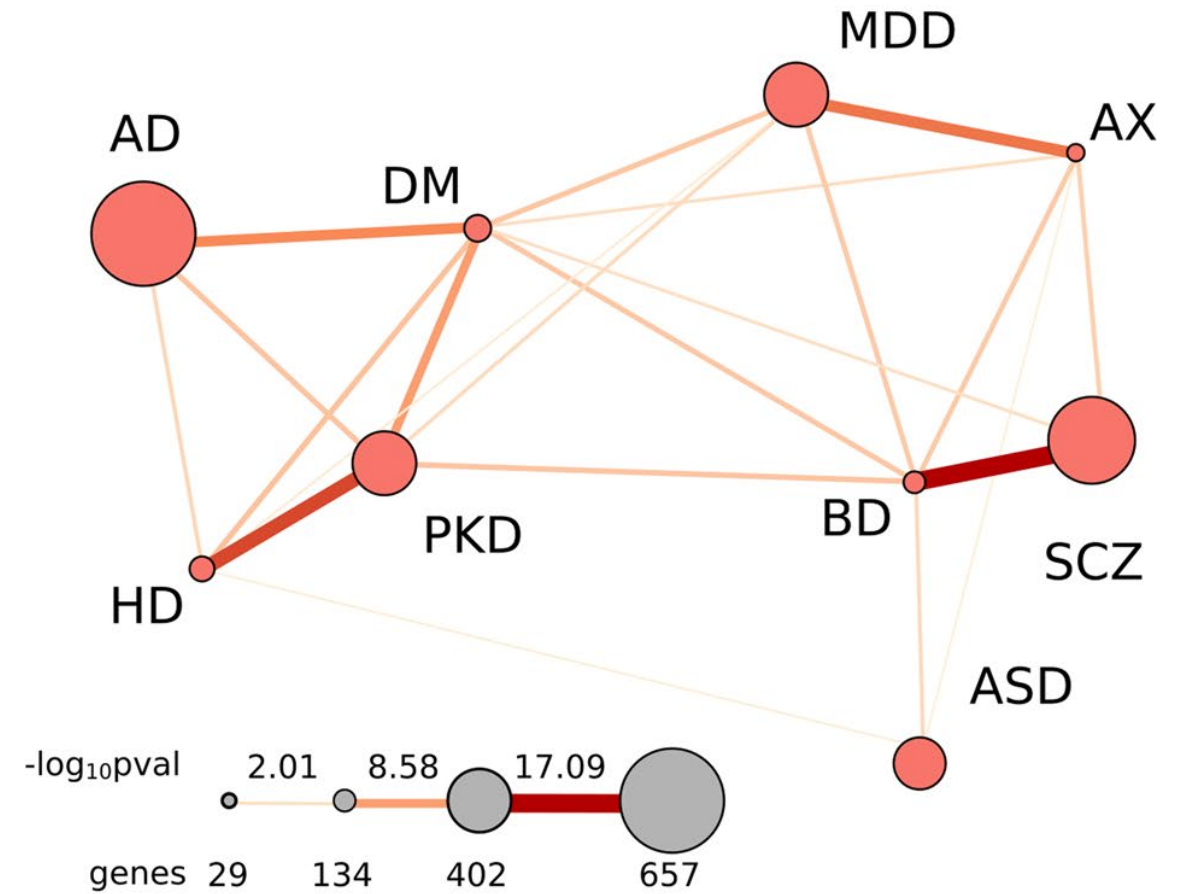 MDD
AX
AD
DM
PKD
BD
SCZ
HD
ASD
-log₁₀pval 2.01 8.58 17.09
genes 29 134 402 657